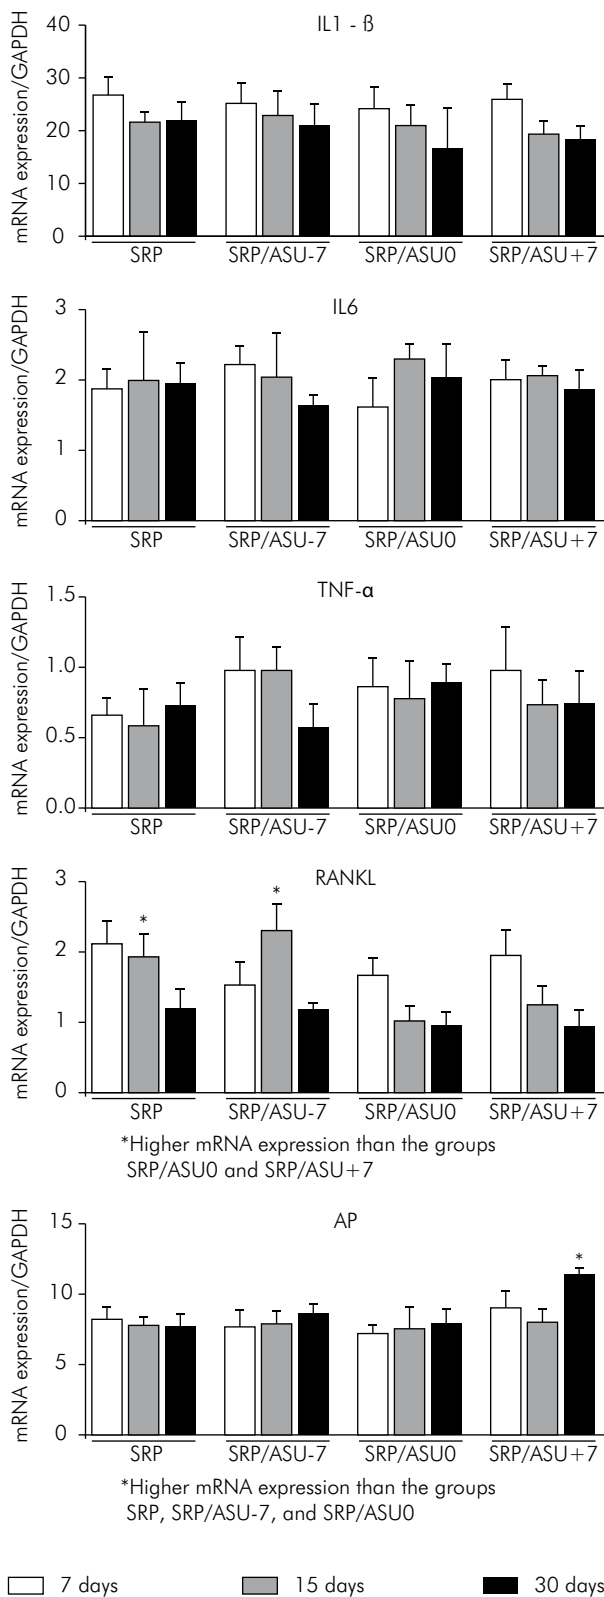 IL1 - ß
mRNA expression/GAPDH
40
30
20
10
0
SRP SRP/ASU-7 SRP/ASU0 SRP/ASU+7
IL6
mRNA expression/GAPDH
3
2
1
0
SRP SRP/ASU-7 SRP/ASU0 SRP/ASU+7
TNF-α
mRNA expression/GAPDH
1.5
1.0
0.5
0.0
SRP SRP/ASU-7 SRP/ASU0 SRP/ASU+7
RANKL
mRNA expression/GAPDH
3
2
1
0
* *
SRP SRP/ASU-7 SRP/ASU0 SRP/ASU+7
*Higher mRNA expression than the groups
SRP/ASU0 and SRP/ASU+7
AP
mRNA expression/GAPDH
15
10
5
0
*
SRP SRP/ASU-7 SRP/ASU0 SRP/ASU+7
*Higher mRNA expression than the groups
SRP, SRP/ASU-7, and SRP/ASU0
7 days 15 days 30 days